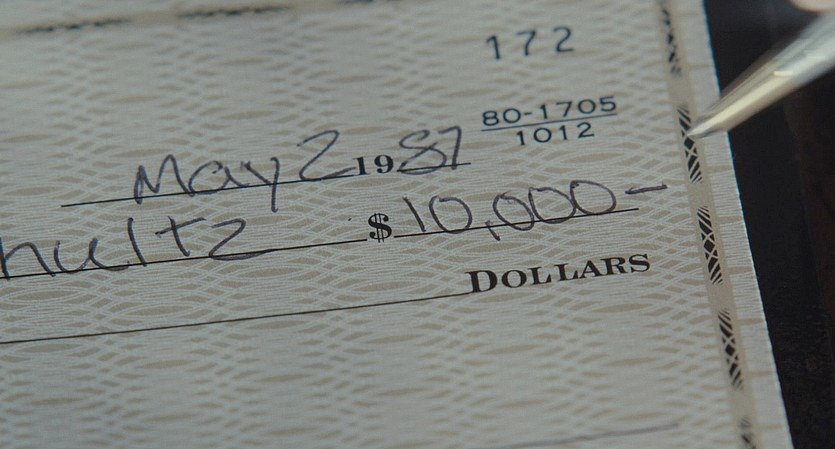 172
80-1705
1012
May 2 1987
hultz $10,000-
DOLLARS